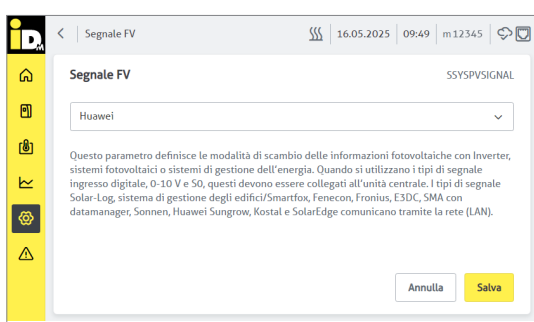 iDM
Segnale FV 16.05.2025 09:49 m12345
Segnale FV SSYSPVSIGNAL
Huawei
Questo parametro definisce le modalità di scambio delle informazioni fotovoltaiche con Inverter,
sistemi fotovoltaici o sistemi di gestione dell'energia. Quando si utilizzano i tipi di segnale
ingresso digitale, 0-10 V e S0, questi devono essere collegati all'unità centrale. I tipi di segnale
Solar-Log, sistema di gestione degli edifici/Smartfox, Fenecon, Fronius, E3DC, SMA con
datamanager, Sonnen, Huawei Sungrow, Kostal e SolarEdge comunicano tramite la rete (LAN).
Annulla Salva